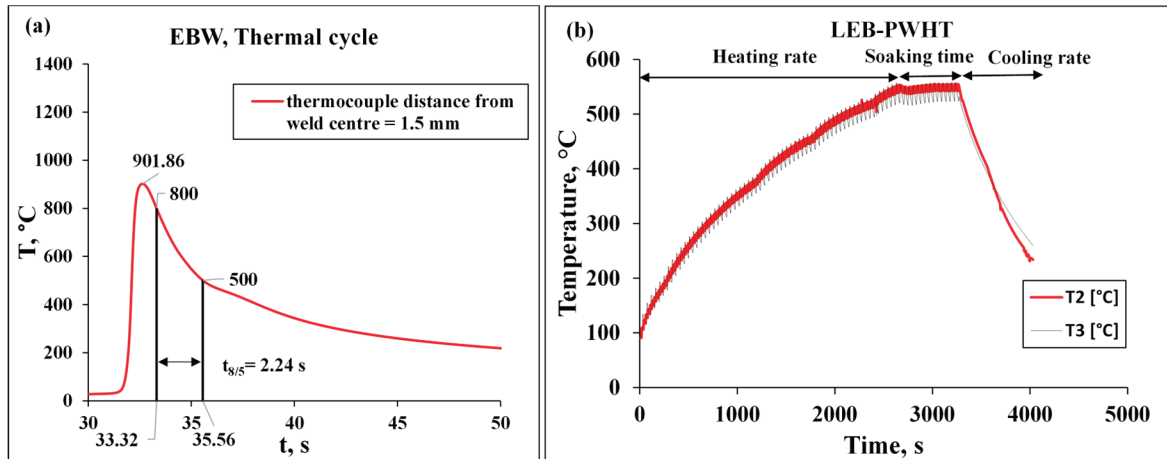 (a)
EBW, Thermal cycle
1400
1200
1000
800
600
400
200
0
T, °C
thermocouple distance from
weld centre = 1.5 mm
901.86
800
500
t8/5= 2.24 s
30
35
40
45
50
33.32
35.56
t, s
(b)
LEB-PWHT
Heating rate
Soaking time
Cooling rate
600
500
400
300
200
100
0
Temperature, °C
T2 [°C]
T3 [°C]
0
1000
2000
3000
4000
5000
Time, s